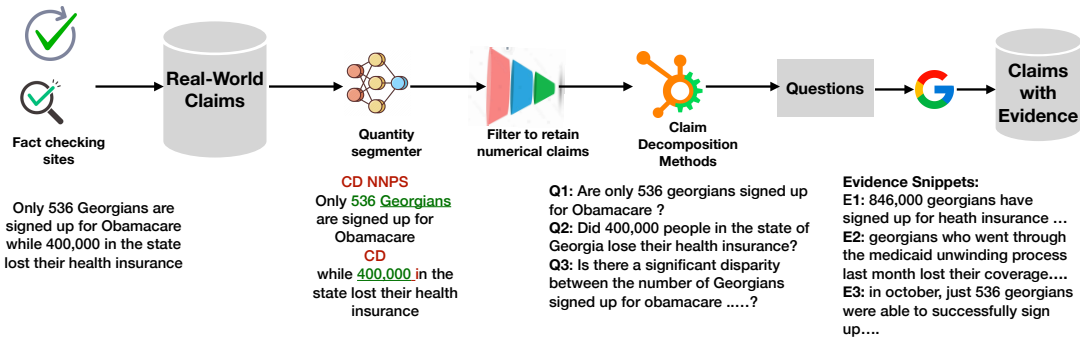 Fact checking
sites
Real-World
Claims
Quantity
segmenter
Filter to retain
numerical claims
Claim
Decomposition
Methods
Questions
Claims
with
Evidence
Only 536 Georgians are
signed up for Obamacare
while 400,000 in the state
lost their health insurance
CD NNPS
Only 536 Georgians
are signed up for
Obamacare
CD
while 400,000 in the
state lost their health
insurance
Q1: Are only 536 georgians signed up
for Obamacare ?
Q2: Did 400,000 people in the state of
Georgia lose their health insurance?
Q3: Is there a significant disparity
between the number of Georgians
signed up for obamacare .....?
Evidence Snippets:
E1: 846,000 georgians have
signed up for heath insurance ...
E2: georgians who went through
the medicaid unwinding process
last month lost their coverage....
E3: in october, just 536 georgians
were able to successfully sign
up....